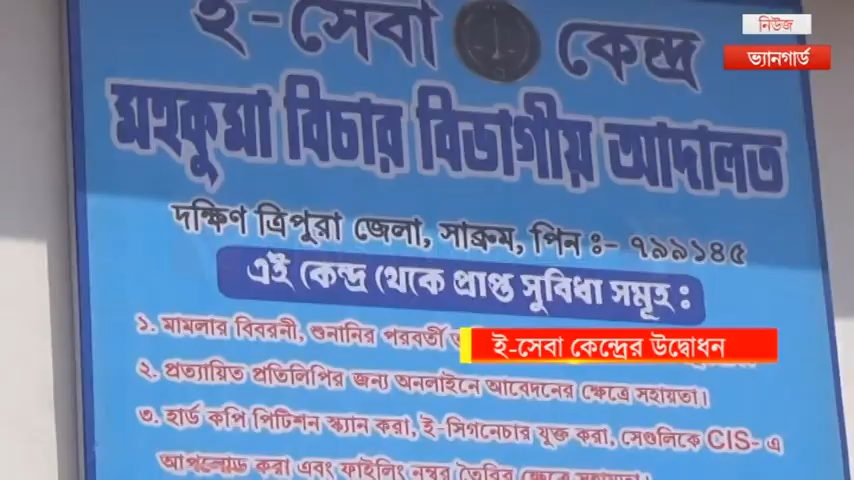 নিউজ
ভ্যানগার্ড
ই-সেবা কেন্দ্র
মহকুমা বিচার বিভাগীয় আদালত
দক্ষিণ ত্রিপুরা জেলা, সাব্রুম, পিন ঃ- ৭৯৯১৪৫
এই কেন্দ্র থেকে প্রাপ্ত সুবিধা সমূহ :
১. মামলার বিবরনী, শুনানির পরবর্তী
ই-সেবা কেন্দ্রের উদ্বোধন
২. প্রত্যায়িত প্রতিলিপির জন্য অনলাইনে আবেদনের ক্ষেত্রে সহায়তা।
৩. হার্ড কপি পিটিশন স্ক্যান করা, ই-সিগনেচার যুক্ত করা, সেগুলিকে CIS- এ
আপলোড করা এবং ফাইলিং নম্বর তৈরির ক্ষেত্রে সহায়তা।